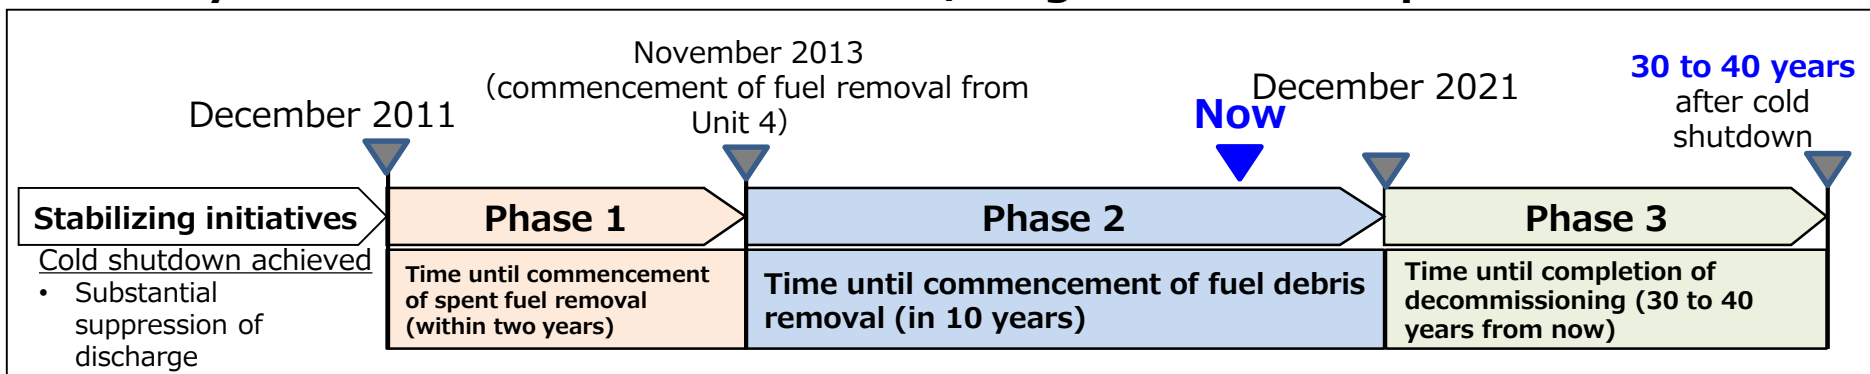 December 2011
November 2013
（commencement of fuel removal from
Unit 4）
Now
December 2021
30 to 40 years
after cold
shutdown
Stabilizing initiatives
Phase 1
Phase 2
Phase 3
Cold shutdown achieved
• Substantial
suppression of
discharge
Time until commencement
of spent fuel removal
(within two years)
Time until commencement of fuel debris
removal (in 10 years)
Time until completion of
decommissioning (30 to 40
years from now)